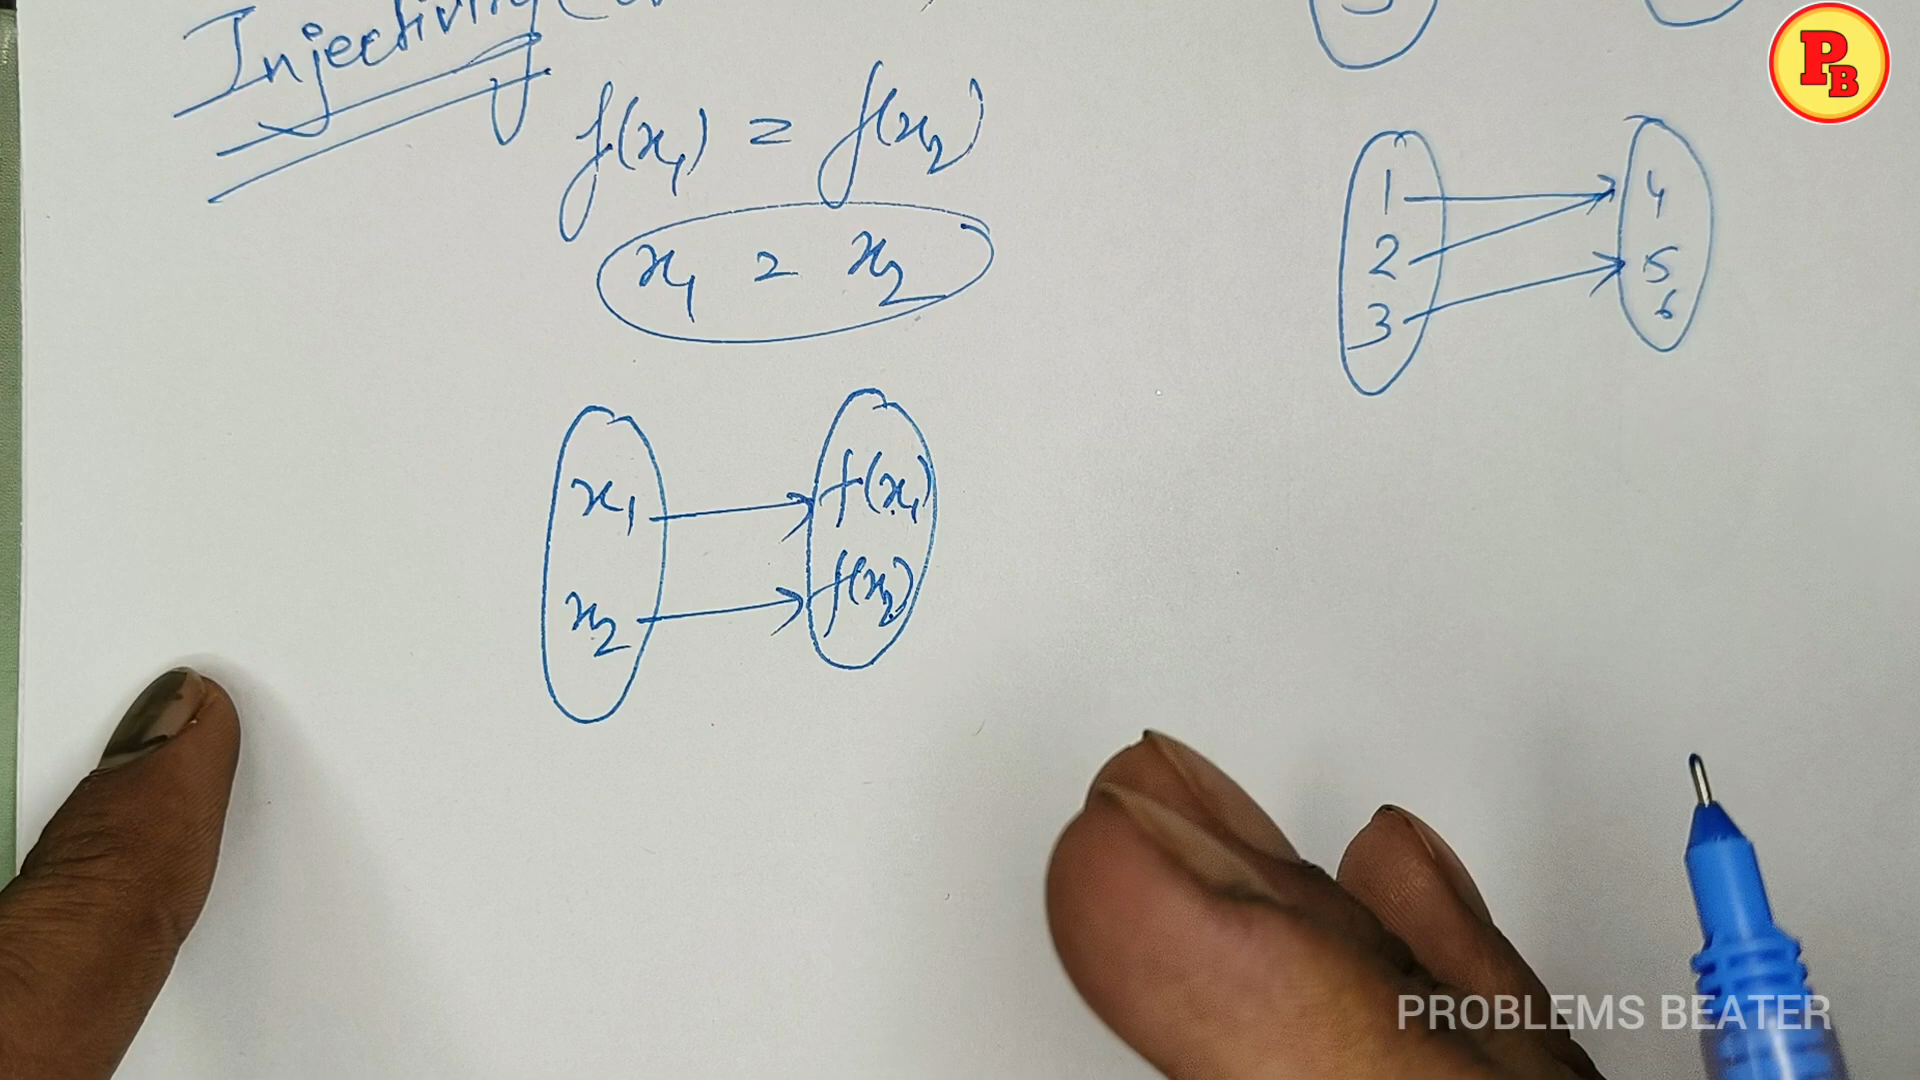 Injectivity (
f(x₁) = f(x₂)
x₁ = x₂
1 4
2 5
3 6
x₁ f(x₁)
x₂ f(x₂)
PB
PROBLEMS BEATER